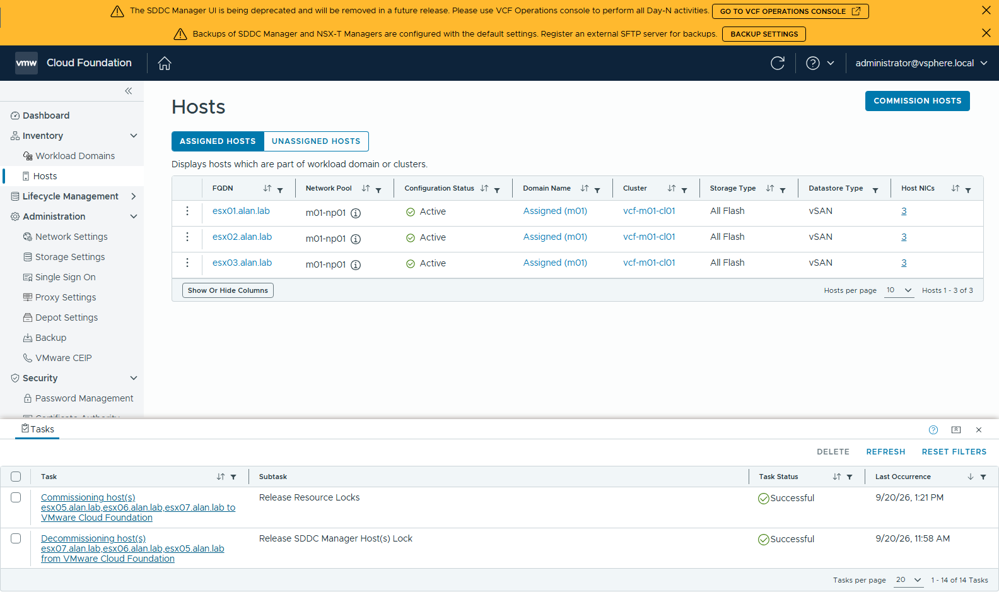 The SDDC Manager UI is being deprecated and will be removed in a future release. Please use VCF Operations console to perform all Day-N activities. GO TO VCF OPERATIONS CONSOLE
Backups of SDDC Manager and NSX-T Managers are configured with the default settings. Register an external SFTP server for backups. BACKUP SETTINGS
vmw Cloud Foundation administrator@vsphere.local
Dashboard
Inventory
Workload Domains
Hosts
Lifecycle Management
Administration
Network Settings
Storage Settings
Single Sign On
Proxy Settings
Depot Settings
Backup
VMware CEIP
Security
Password Management
Certificate Authority
Hosts
COMMISSION HOSTS
ASSIGNED HOSTS UNASSIGNED HOSTS
Displays hosts which are part of workload domain or clusters.
FQDN Network Pool Configuration Status Domain Name Cluster Storage Type Datastore Type Host NICs
esx01.alan.lab m01-np01 Active Assigned (m01) vcf-m01-cl01 All Flash vSAN 3
esx02.alan.lab m01-np01 Active Assigned (m01) vcf-m01-cl01 All Flash vSAN 3
esx03.alan.lab m01-np01 Active Assigned (m01) vcf-m01-cl01 All Flash vSAN 3
Show Or Hide Columns Hosts per page 10 Hosts 1 - 3 of 3
Tasks
DELETE REFRESH RESET FILTERS
Task Subtask Task Status Last Occurrence
Commissioning host(s) Release Resource Locks Successful 9/20/26, 1:21 PM
esx05.alan.lab,esx06.alan.lab,esx07.alan.lab to
VMware Cloud Foundation
Decommissioning host(s) Release SDDC Manager Host(s) Lock Successful 9/20/26, 11:58 AM
esx07.alan.lab,esx06.alan.lab,esx05.alan.lab
from VMware Cloud Foundation
Tasks per page 20 1 - 14 of 14 Tasks